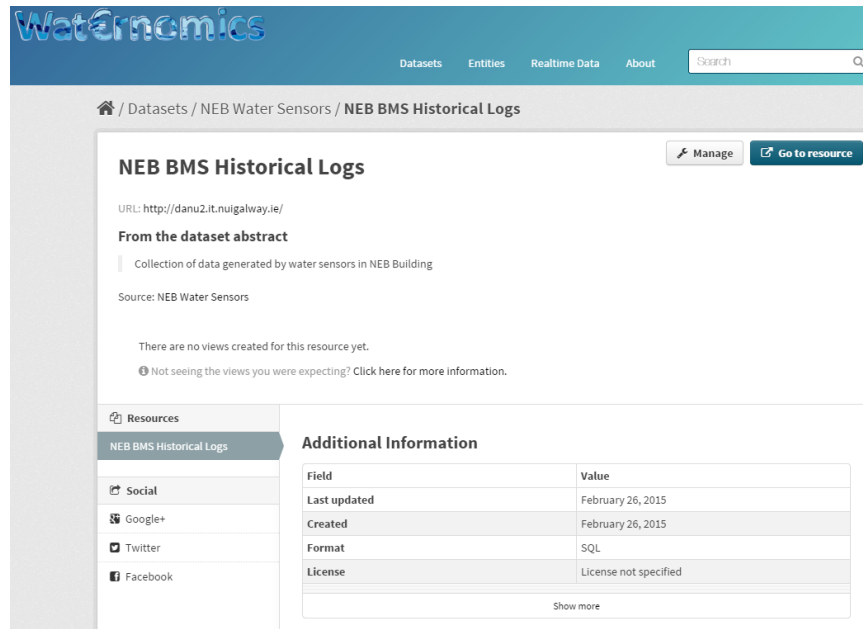 Wat€rnomics
Datasets Entities Realtime Data About Search
/ Datasets / NEB Water Sensors / NEB BMS Historical Logs
Manage Go to resource
NEB BMS Historical Logs
URL: http://danu2.it.nuigalway.ie/
From the dataset abstract
Collection of data generated by water sensors in NEB Building
Source: NEB Water Sensors
There are no views created for this resource yet.
Not seeing the views you were expecting? Click here for more information.
Resources
NEB BMS Historical Logs
Social
Google+
Twitter
Facebook
Additional Information
Field Value
Last updated February 26, 2015
Created February 26, 2015
Format SQL
License License not specified
Show more